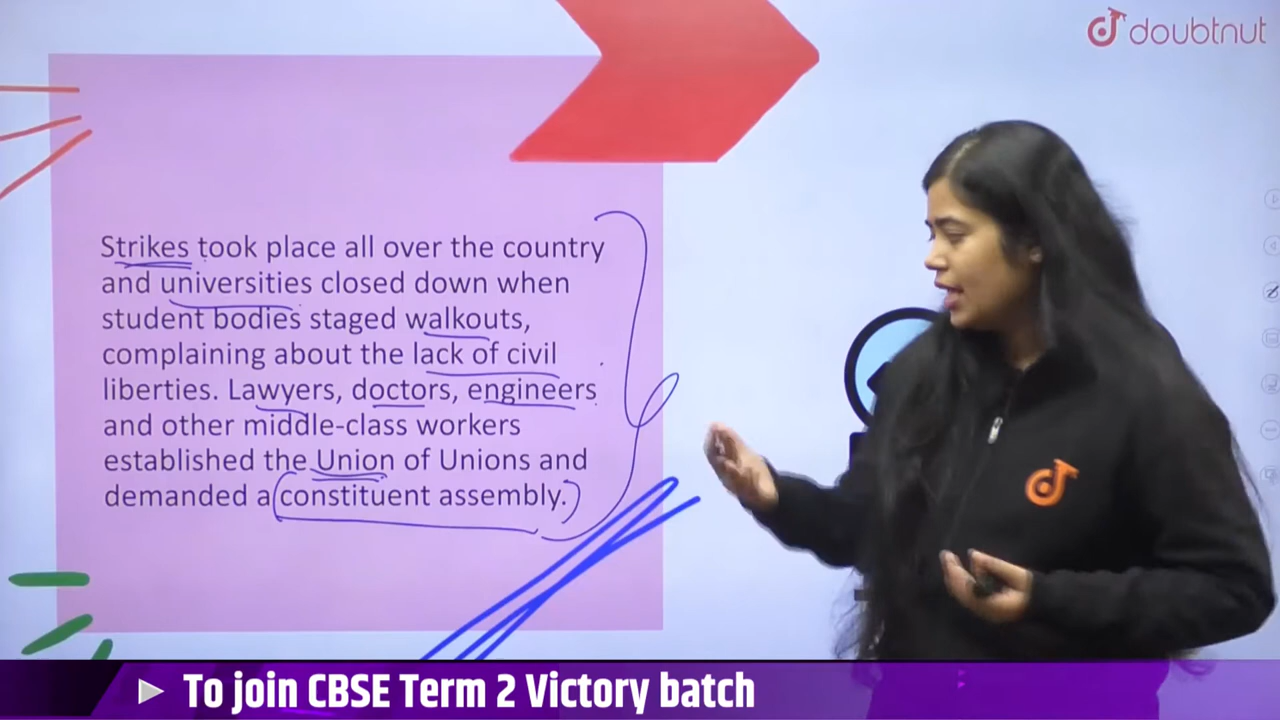 doubtnut
Strikes took place all over the country
and universities closed down when
student bodies staged walkouts,
complaining about the lack of civil
liberties. Lawyers, doctors, engineers
and other middle-class workers
established the Union of Unions and
demanded a constituent assembly.
To join CBSE Term 2 Victory batch